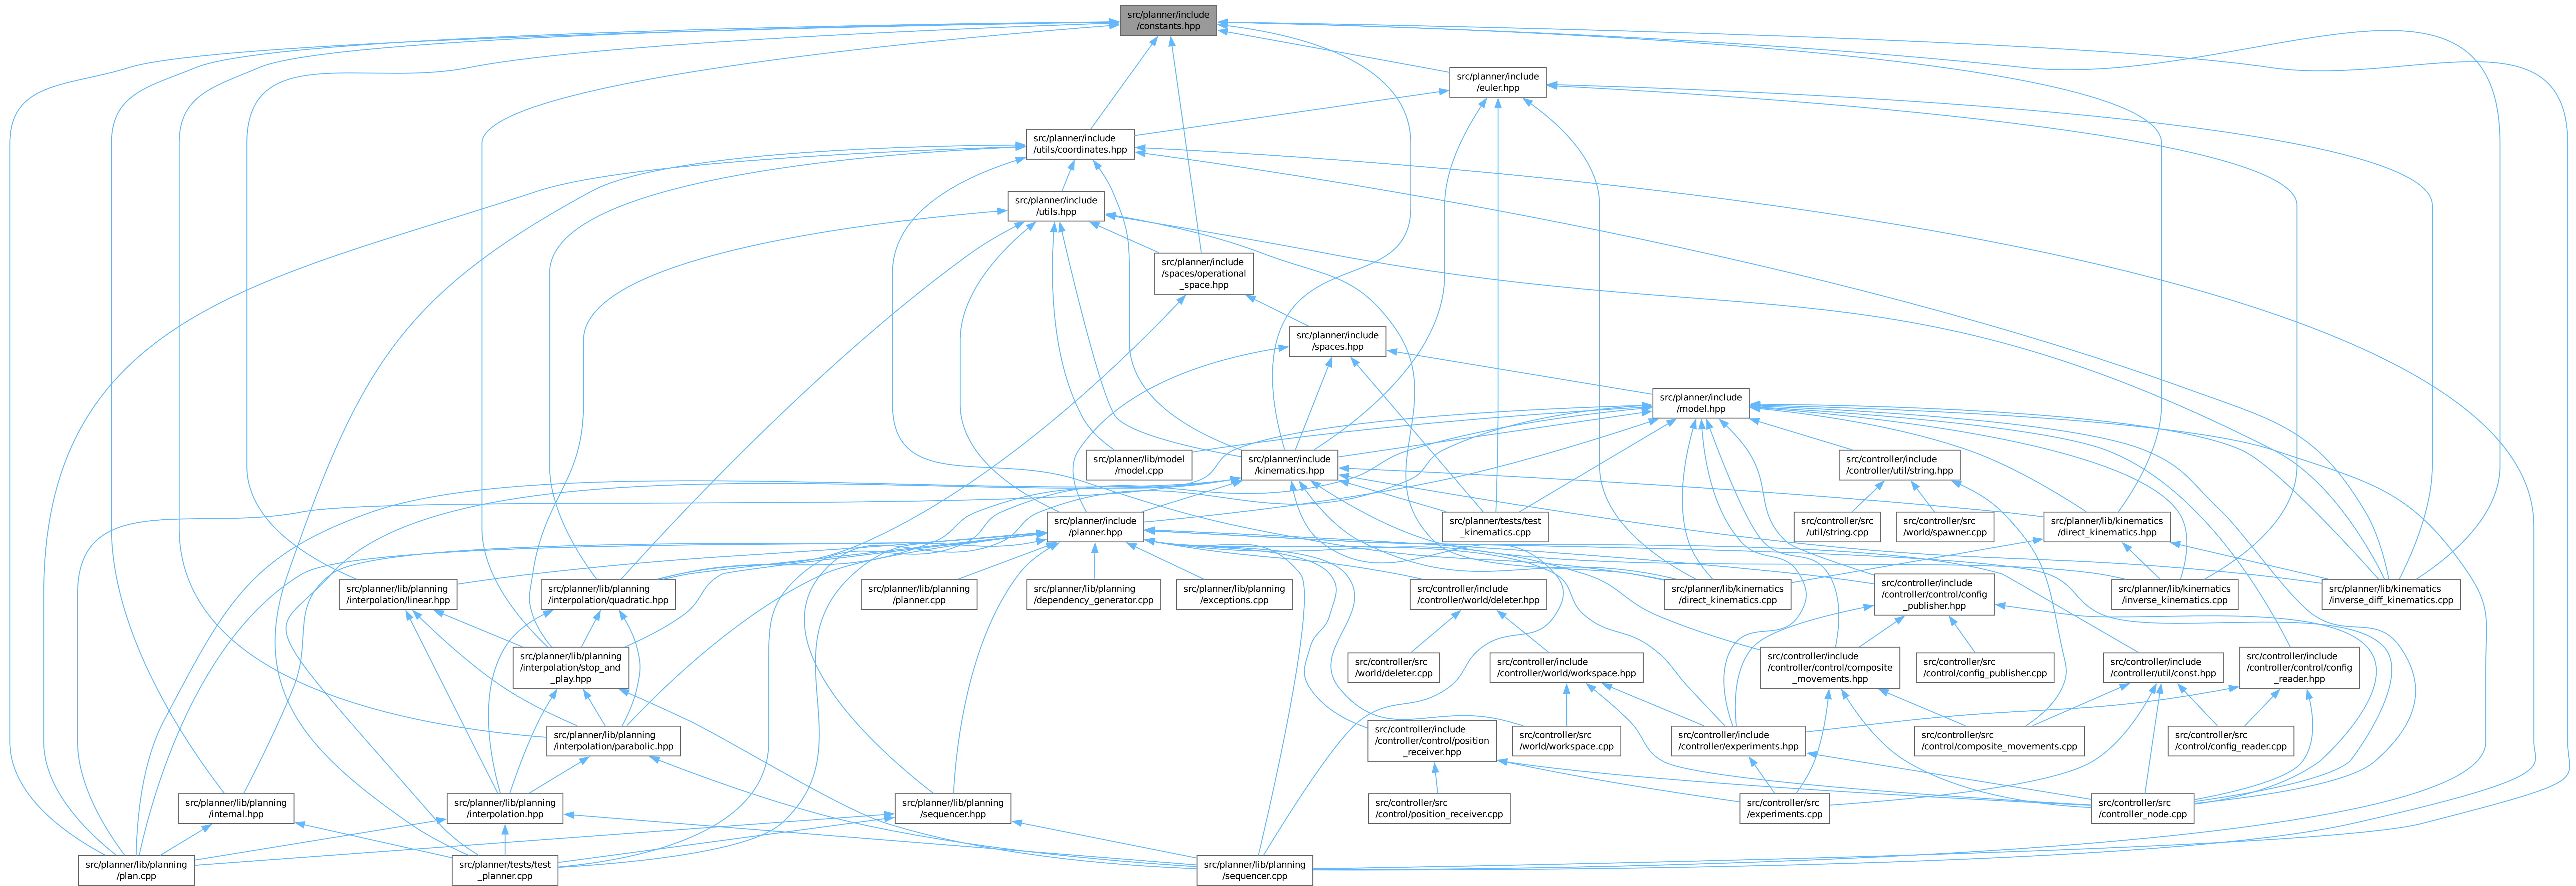 src/planner/include
/constants.hpp
src/planner/include
/euler.hpp
src/planner/include
/utils/coordinates.hpp
src/planner/include
/utils.hpp
src/planner/include
/spaces/operational
_space.hpp
src/planner/include
/spaces.hpp
src/planner/include
/model.hpp
src/planner/lib/model
/model.cpp
src/planner/include
/kinematics.hpp
src/controller/include
/controller/util/string.hpp
src/planner/include
/planner.hpp
src/planner/tests/test
_kinematics.cpp
src/controller/src
/util/string.cpp
src/controller/src
/world/spawner.cpp
src/planner/lib/kinematics
/direct_kinematics.hpp
src/planner/lib/planning
/interpolation/linear.hpp
src/planner/lib/planning
/interpolation/quadratic.hpp
src/planner/lib/planning
/planner.cpp
src/planner/lib/planning
/dependency_generator.cpp
src/planner/lib/planning
/exceptions.cpp
src/controller/include
/controller/world/deleter.hpp
src/planner/lib/kinematics
/direct_kinematics.cpp
src/controller/include
/controller/control/config
_publisher.hpp
src/planner/lib/kinematics
/inverse_kinematics.cpp
src/planner/lib/kinematics
/inverse_diff_kinematics.cpp
src/planner/lib/planning
/interpolation/stop_and
_play.hpp
src/controller/src
/world/deleter.cpp
src/controller/include
/controller/world/workspace.hpp
src/controller/include
/controller/control/composite
_movements.hpp
src/controller/src
/control/config_publisher.cpp
src/controller/include
/controller/util/const.hpp
src/controller/include
/controller/control/config
_reader.hpp
src/planner/lib/planning
/interpolation/parabolic.hpp
src/controller/include
/controller/control/position
_receiver.hpp
src/controller/src
/world/workspace.cpp
src/controller/include
/controller/experiments.hpp
src/controller/src
/control/composite_movements.cpp
src/controller/src
/control/config_reader.cpp
src/planner/lib/planning
/internal.hpp
src/planner/lib/planning
/interpolation.hpp
src/planner/lib/planning
/sequencer.hpp
src/controller/src
/control/position_receiver.cpp
src/controller/src
/experiments.cpp
src/controller/src
/controller_node.cpp
src/planner/lib/planning
/plan.cpp
src/planner/tests/test
_planner.cpp
src/planner/lib/planning
/sequencer.cpp